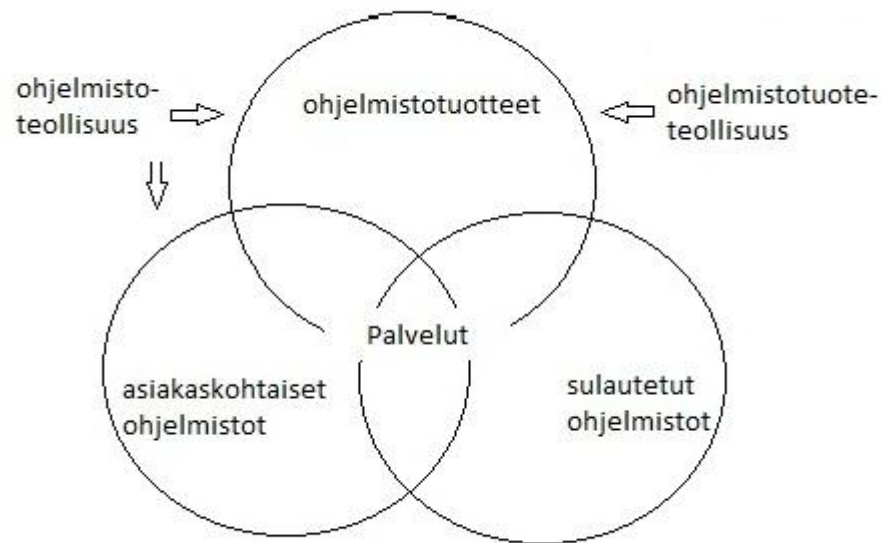 ohjelmisto-
teollisuus
ohjelmistotuotteet
ohjelmistotuote-
teollisuus
Palvelut
asiakaskohtaiset
ohjelmistot
sulautetut
ohjelmistot